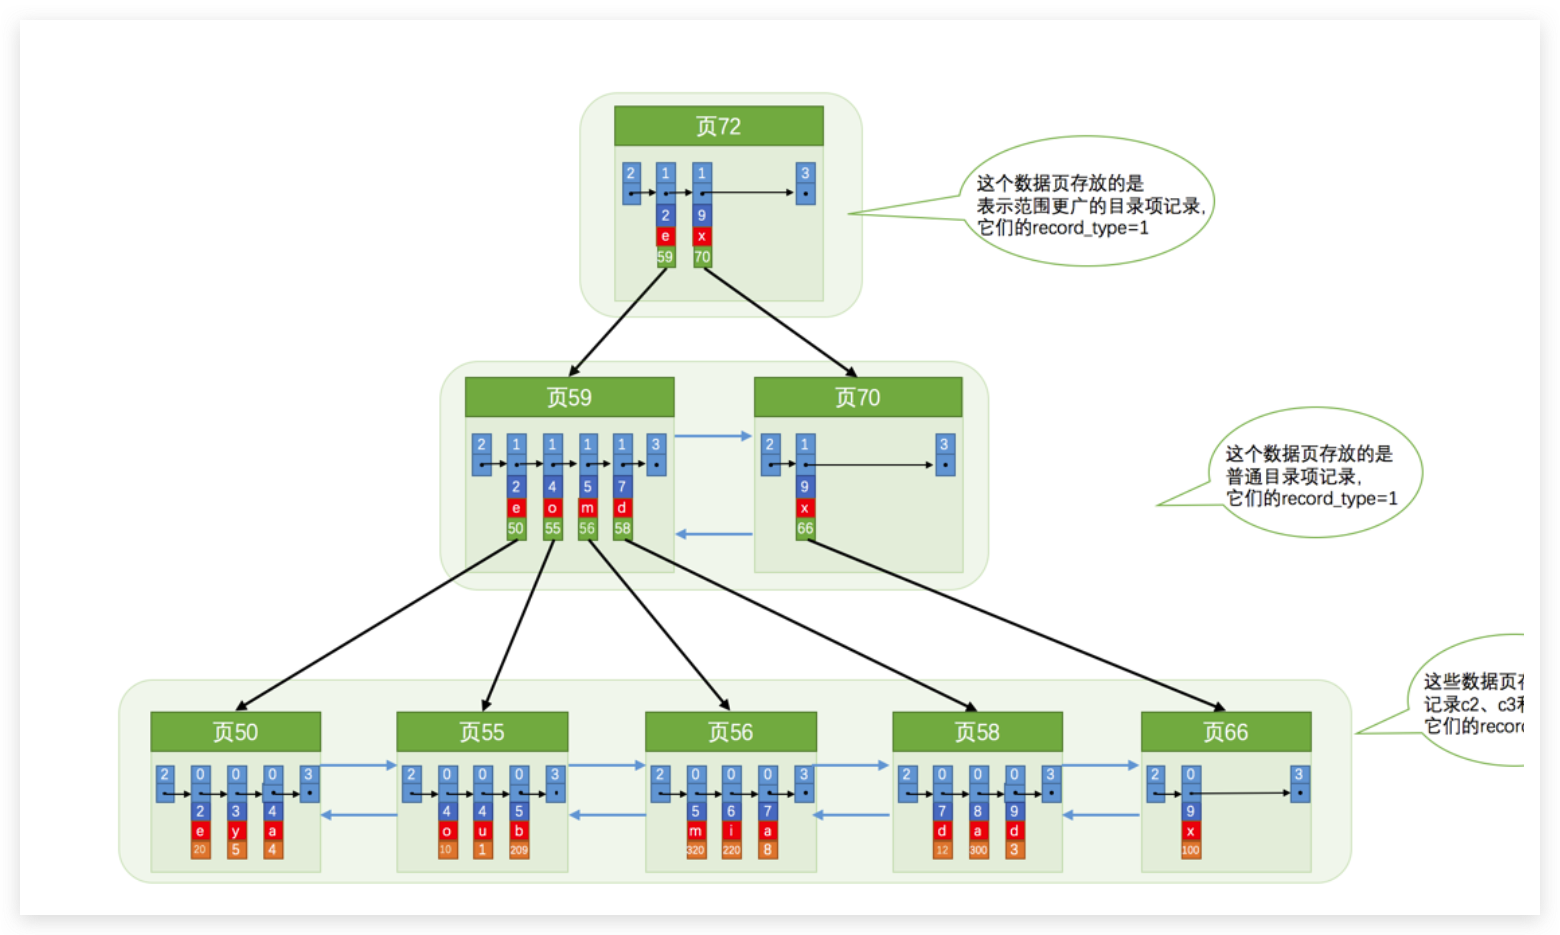 页72
2 1 1 3
2 9
e x
59 70
这个数据页存放的是
表示范围更广的目录项记录,
它们的record_type=1
页59
2 1 1 1 1 3
2 4 5 7
e o m d
50 55 56 58
页70
2 1 3
9
x
66
这个数据页存放的是
普通目录项记录,
它们的record_type=1
页50
2 0 0 0 3
2 3 4
e y a
20 5 4
页55
2 0 0 0 3
4 4 5
o u b
10 1 209
页56
2 0 0 0 3
5 6 7
m i a
320 220 8
页58
2 0 0 0 3
7 8 9
d a d
12 300 3
页66
2 0 3
9
x
100
这些数据页
记录c2、c3
它们的record